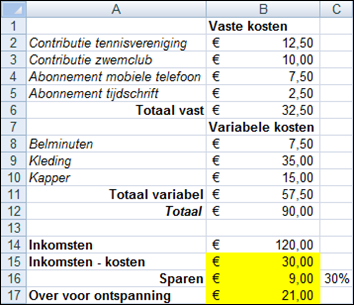 A B C
1 Vaste kosten
2 Contributie tennisvereniging € 12,50
3 Contributie zwemclub € 10,00
4 Abonnement mobiele telefoon € 7,50
5 Abonnement tijdschrift € 2,50
6 Totaal vast € 32,50
7 Variabele kosten
8 Belminuten € 7,50
9 Kleding € 35,00
10 Kapper € 15,00
11 Totaal variabel € 57,50
12 Totaal € 90,00
13
14 Inkomsten € 120,00
15 Inkomsten - kosten € 30,00
16 Sparen € 9,00 30%
17 Over voor ontspanning € 21,00